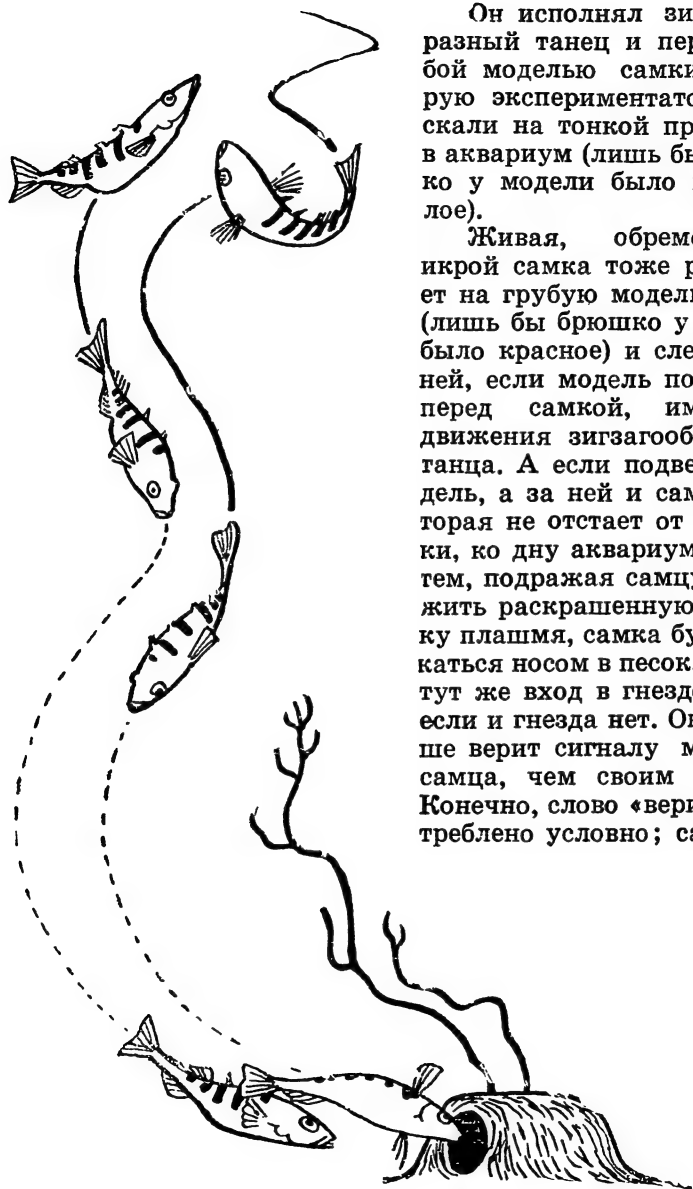 Он исполнял зи
разный танец и пер
бой моделью самки
рую экспериментато
скали на тонкой пр
в аквариум (лишь бы
ко у модели было
лое).
Живая, обреме
икрой самка тоже р
ет на грубую модели
(лишь бы брюшко у
было красное) и сле
ней, если модель по
перед самкой, им
движения зигзагооб
танца. А если подве
дель, а за ней и сам
торая не отстает от
ки, ко дну аквариум
тем, подражая самцу
жить раскрашенную
ку плашмя, самка бу
каться носом в песок
тут же вход в гнезд
если и гнезда нет. О
ше верит сигналу м
самца, чем своим
Конечно, слово «вери
треблено условно; са